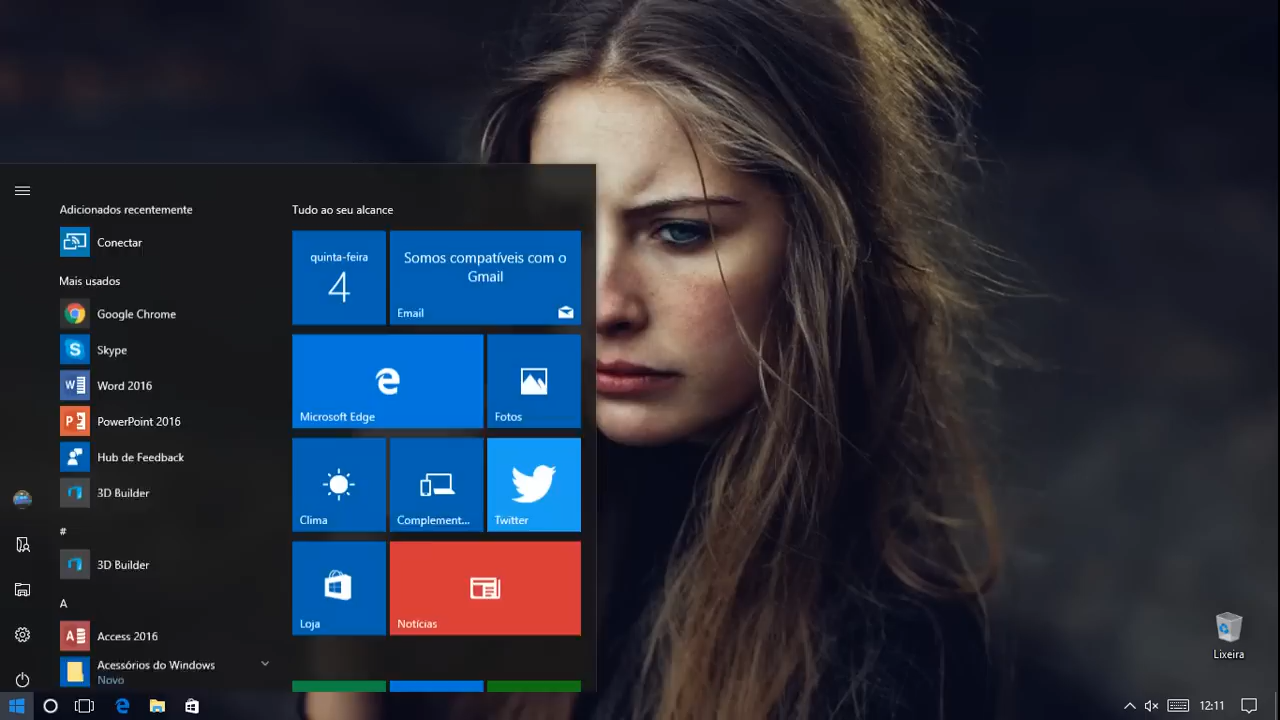 Adicionados recentemente
Conectar
Mais usados
Google Chrome
Skype
Word 2016
PowerPoint 2016
Hub de Feedback
3D Builder
#
3D Builder
A
Access 2016
Acessórios do Windows
Novo
Tudo ao seu alcance
quinta-feira
4
Somos compatíveis com o
Gmail
Email
Microsoft Edge
Fotos
Clima
Complement...
Twitter
Loja
Notícias
Lixeira
12:11